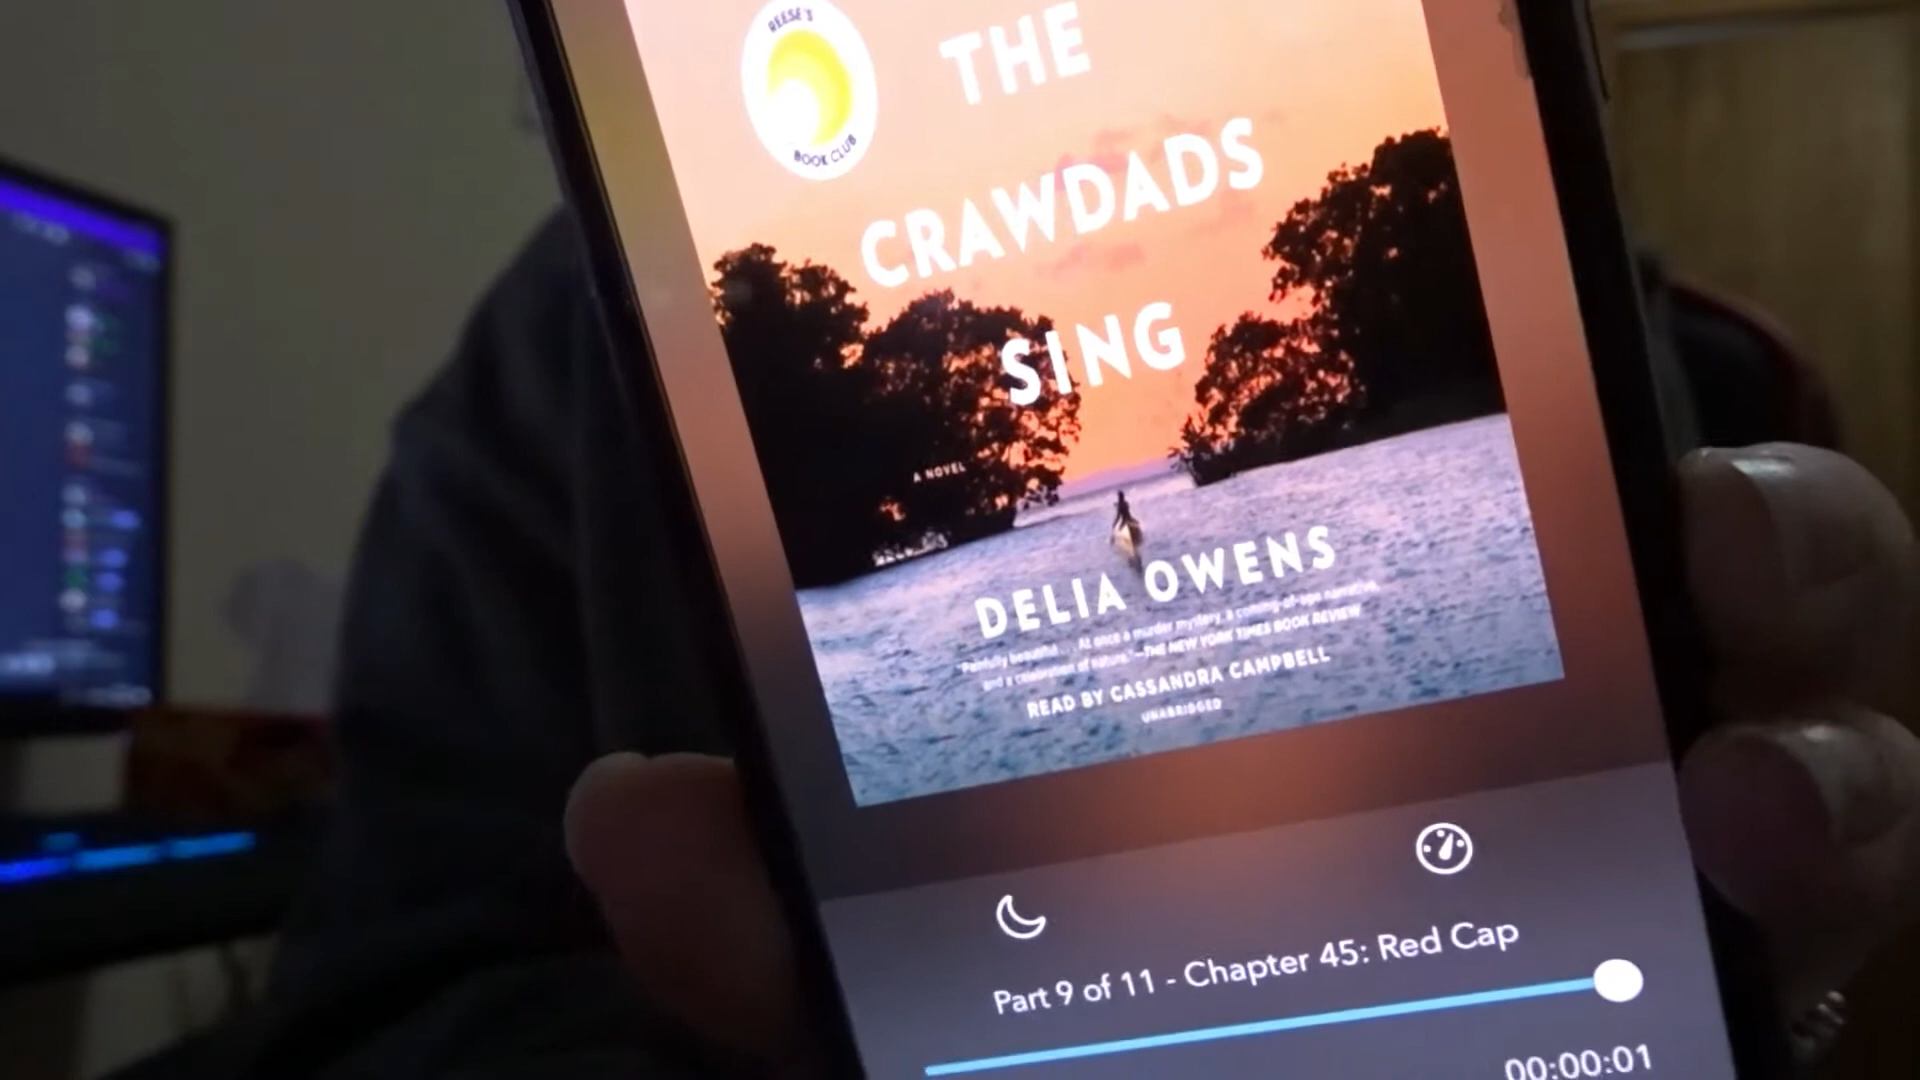 REESE'S
BOOK CLUB
THE
CRAWDADS
SING
A NOVEL
DELIA OWENS
"Painfully beautiful . . . At once a murder mystery, a coming-of-age narrative,
and a celebration of nature."—THE NEW YORK TIMES BOOK REVIEW
READ BY CASSANDRA CAMPBELL
UNABRIDGED
Part 9 of 11 - Chapter 45: Red Cap
00:00:01